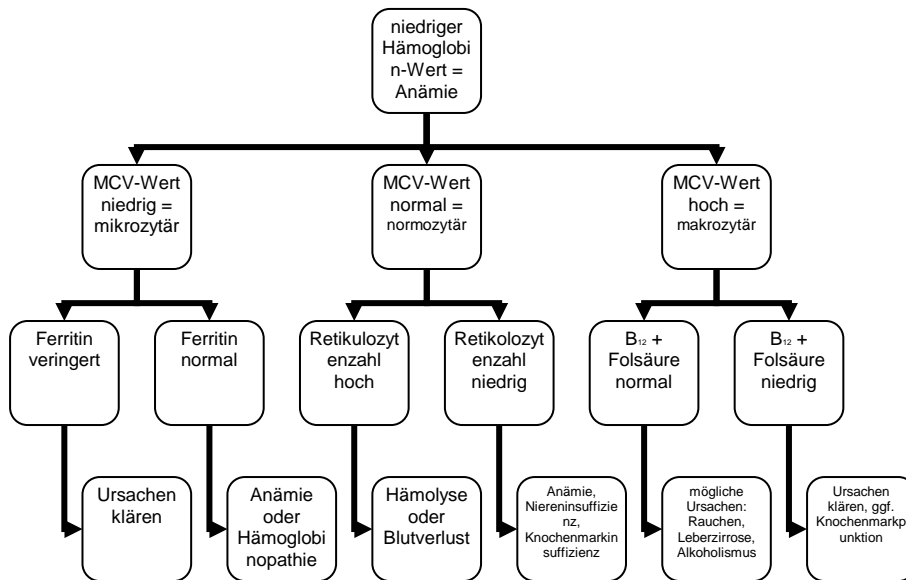 niedriger
Hämoglobi
n-Wert =
Anämie
MCV-Wert
niedrig =
mikrozytär
MCV-Wert
normal =
normozytär
MCV-Wert
hoch =
makrozytär
Ferritin
veringert
Ferritin
normal
Retikulozyt
enzahl
hoch
Retikolozyt
enzahl
niedrig
B₁₂ +
Folsäure
normal
B₁₂ +
Folsäure
niedrig
Ursachen
klären
Anämie
oder
Hämoglobi
nopathie
Hämolyse
oder
Blutverlust
Anämie,
Niereninsuffizie
nz,
Knochenmarkin
suffizienz
mögliche
Ursachen:
Rauchen,
Leberzirrose,
Alkoholismus
Ursachen
klären, ggf.
Knochenmarkp
unktion